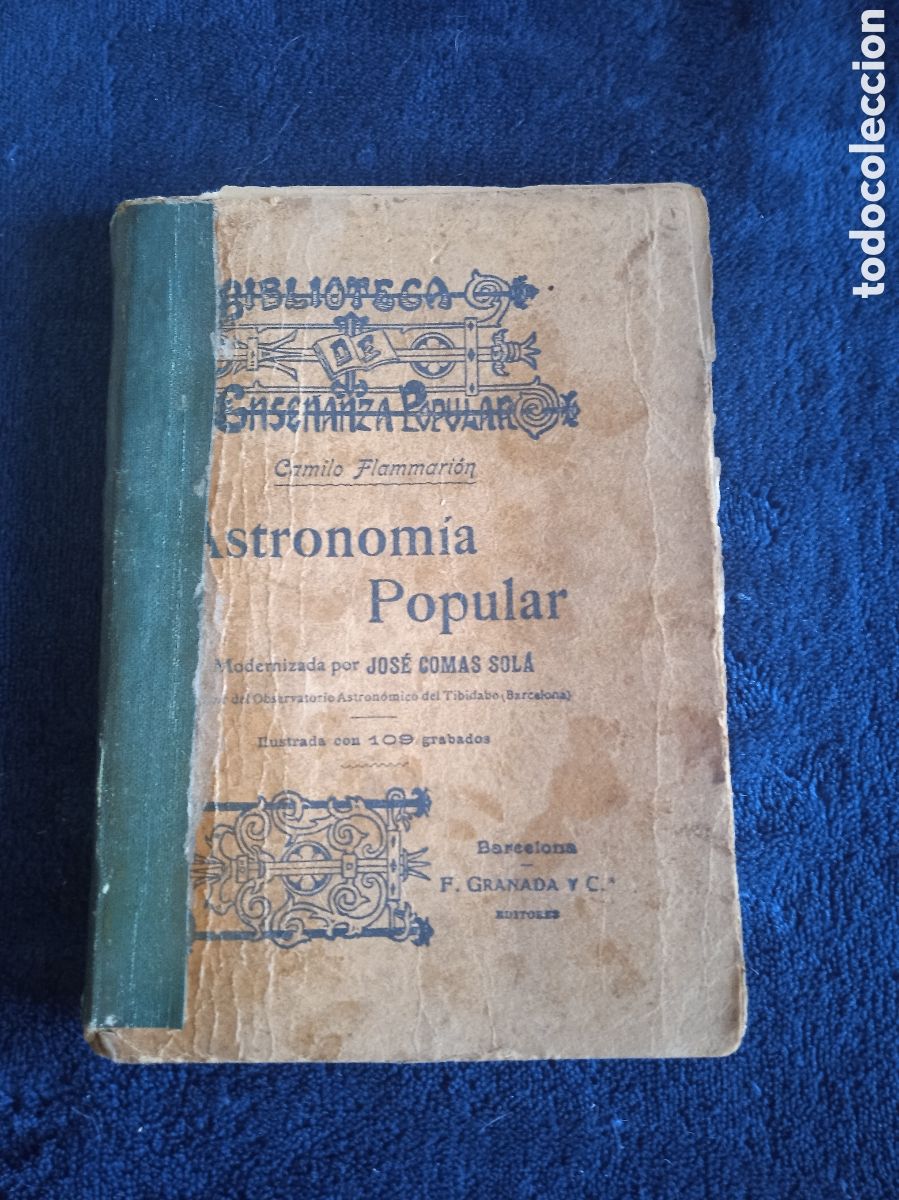 BIBLIOTECA
DE
ENSEÑANZA POPULAR
Camilo Flammarión
Astronomía
Popular
Modernizada por JOSÉ COMAS SOLÁ
del Observatorio Astronómico del Tibidabo (Barcelona)
Ilustrada con 109 grabados
Barcelona
F. GRANADA Y C.ª
EDITORES
todocoleccion